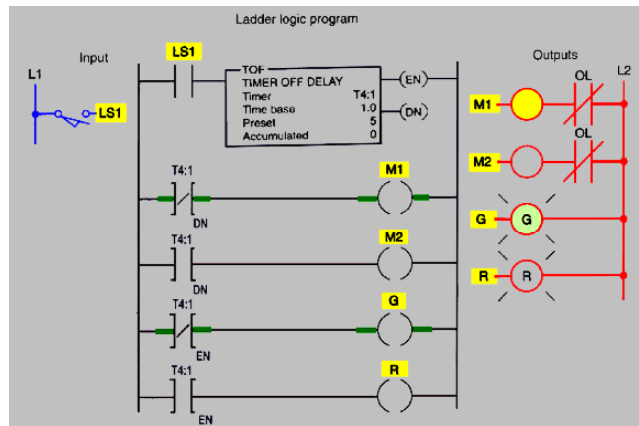 Ladder logic program
Input
Outputs
L1
L2
LS1
LS1
TOF
TIMER OFF DELAY
Timer T4:1
Time base 1.0
Preset 5
Accumulated 0
EN
DN
OL
M1
OL
M2
G G
R R
T4:1
M1
DN
T4:1
M2
DN
T4:1
G
EN
T4:1
R
EN